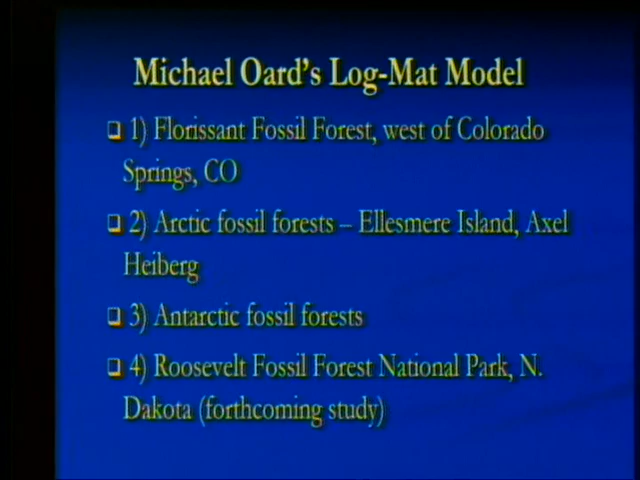 Michael Oard's Log-Mat Model
❑ 1) Florissant Fossil Forest, west of Colorado
Springs, CO
❑ 2) Arctic fossil forests – Ellesmere Island, Axel
Heiberg
❑ 3) Antarctic fossil forests
❑ 4) Roosevelt Fossil Forest National Park, N.
Dakota (forthcoming study)